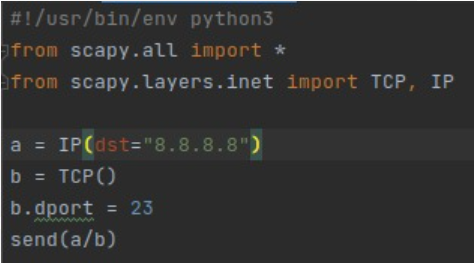 #!/usr/bin/env python3
from scapy.all import *
from scapy.layers.inet import TCP, IP
a = IP(dst="8.8.8.8")
b = TCP()
b.dport = 23
send(a/b)